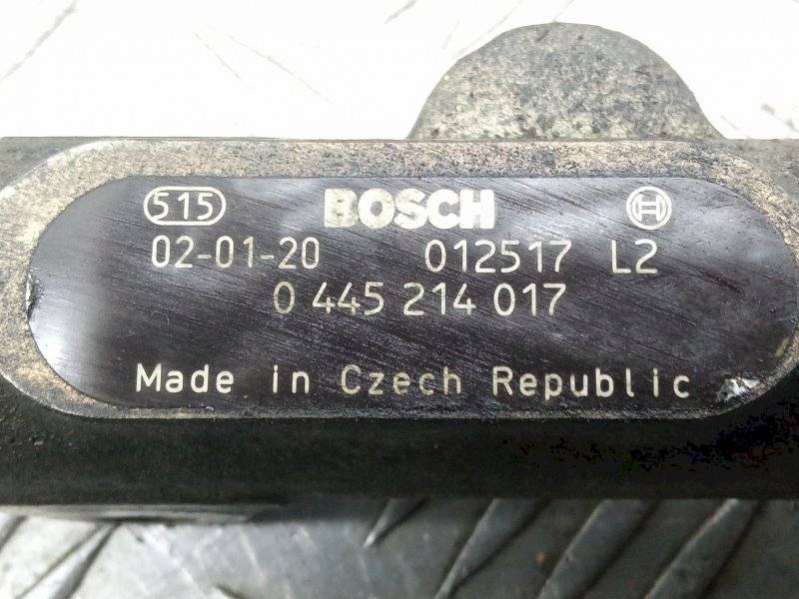 515 BOSCH
02-01-20 012517 L2
0 445 214 017
Made in Czech Republic